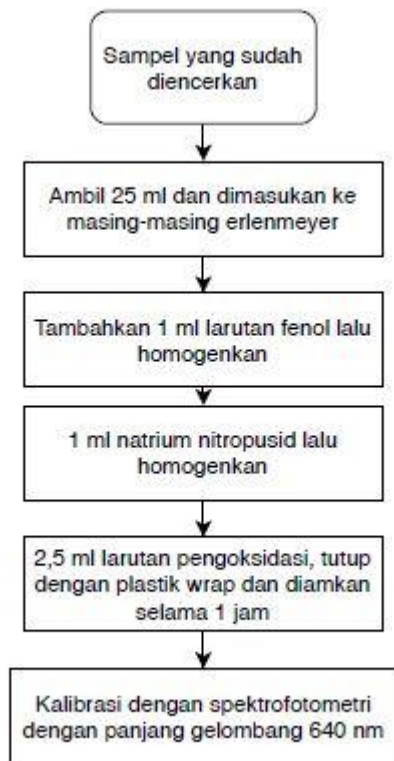 Sampel yang sudah
diencerkan
Ambil 25 ml dan dimasukan ke
masing-masing erlenmeyer
Tambahkan 1 ml larutan fenol lalu
homogenkan
1 ml natrium nitropusid lalu
homogenkan
2,5 ml larutan pengoksidasi, tutup
dengan plastik wrap dan diamkan
selama 1 jam
Kalibrasi dengan spektrofotometri
dengan panjang gelombang 640 nm